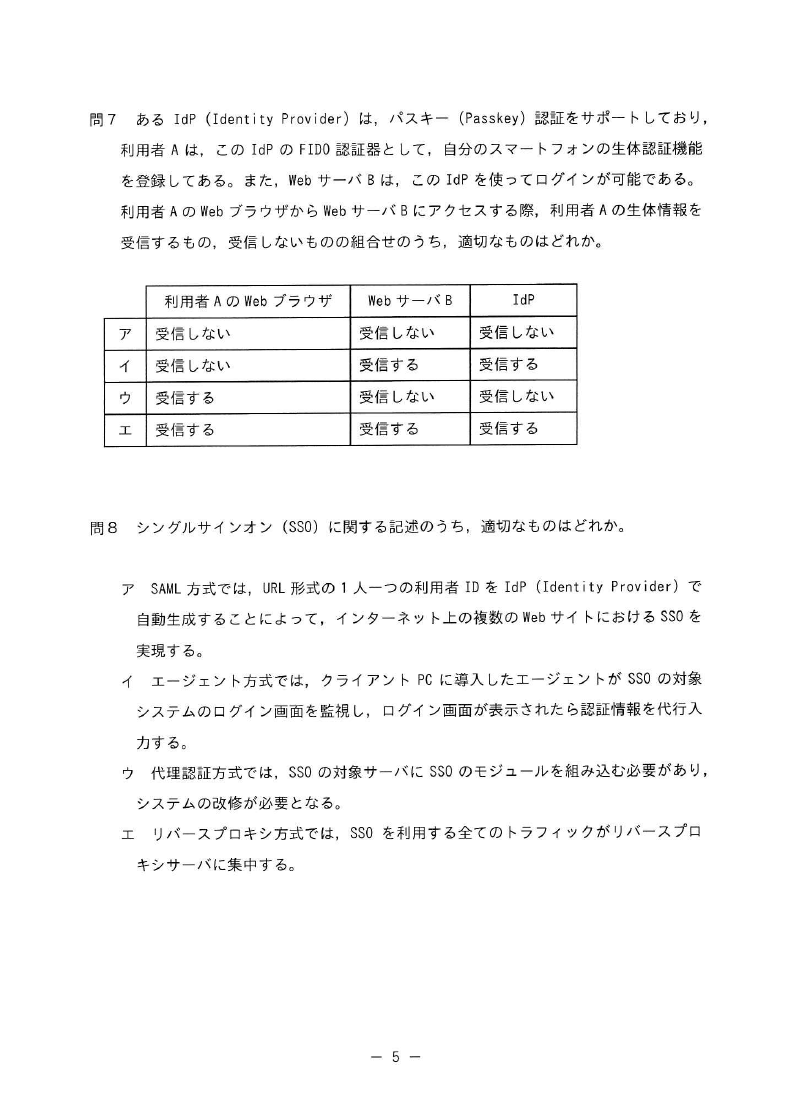 問7 ある IdP (Identity Provider) は，パスキー (Passkey) 認証をサポートしており，
利用者 A は，この IdP の FIDO 認証器として，自分のスマートフォンの生体認証機能
を登録してある。また，Web サーバ B は，この IdP を使ってログインが可能である。
利用者 A の Web ブラウザから Web サーバ B にアクセスする際，利用者 A の生体情報を
受信するもの，受信しないものの組合せのうち，適切なものはどれか。
利用者 A の Web ブラウザ Web サーバ B IdP
ア 受信しない 受信しない 受信しない
イ 受信しない 受信する 受信する
ウ 受信する 受信しない 受信しない
エ 受信する 受信する 受信する
問8 シングルサインオン (SSO) に関する記述のうち，適切なものはどれか。
ア SAML 方式では，URL 形式の 1 人一つの利用者 ID を IdP (Identity Provider) で
自動生成することによって，インターネット上の複数の Web サイトにおける SSO を
実現する。
イ エージェント方式では，クライアント PC に導入したエージェントが SSO の対象
システムのログイン画面を監視し，ログイン画面が表示されたら認証情報を代行入
力する。
ウ 代理認証方式では，SSO の対象サーバに SSO のモジュールを組み込む必要があり，
システムの改修が必要となる。
エ リバースプロキシ方式では，SSO を利用する全てのトラフィックがリバースプロ
キシサーバに集中する。
－ 5 －